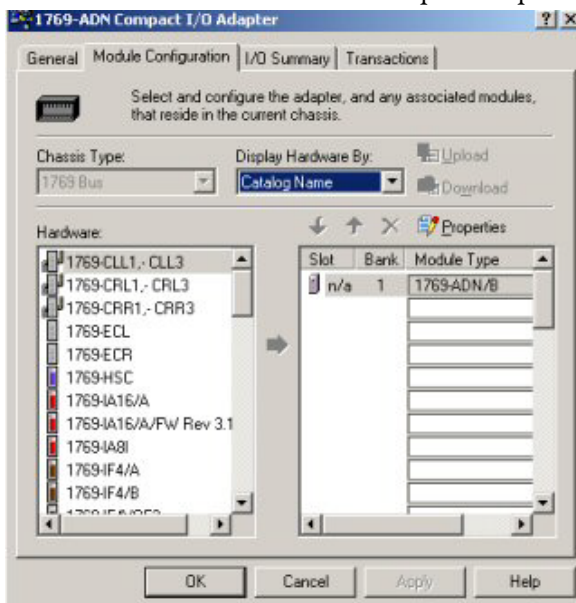 1769-ADN Compact I/O Adapter
General Module Configuration I/O Summary Transactions
Select and configure the adapter, and any associated modules,
that reside in the current chassis.
Chassis Type: Display Hardware By: Upload
1769 Bus Catalog Name Download
Hardware: Properties
Slot Bank Module Type
n/a 1 1769-ADN/B
1769-CLL1,- CLL3
1769-CRL1,- CRL3
1769-CRR1,- CRR3
1769-ECL
1769-ECR
1769-HSC
1769-IA16/A
1769-IA16/A/FW Rev 3.1
1769-IA8I
1769-IF4/A
1769-IF4/B
OK Cancel Apply Help